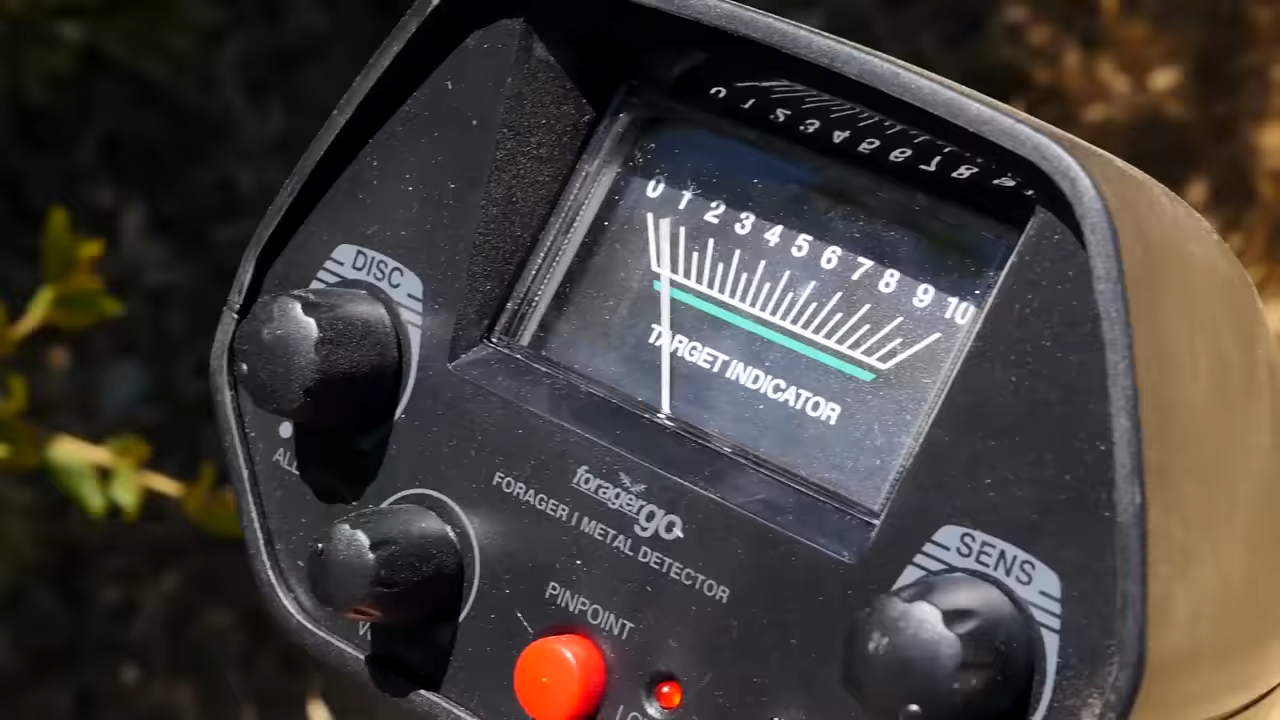 0 1 2 3 4 5 6 7 8 9 10
TARGET INDICATOR
DISC
foragergo
FORAGER I METAL DETECTOR
SENS
PINPOINT